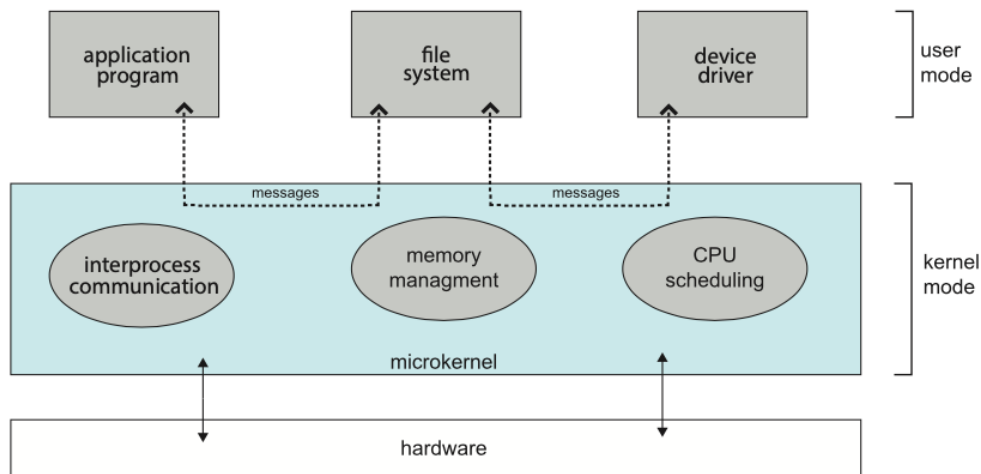 application
program
file
system
device
driver
user
mode
messages
messages
interprocess
communication
memory
managment
CPU
scheduling
kernel
mode
microkernel
hardware